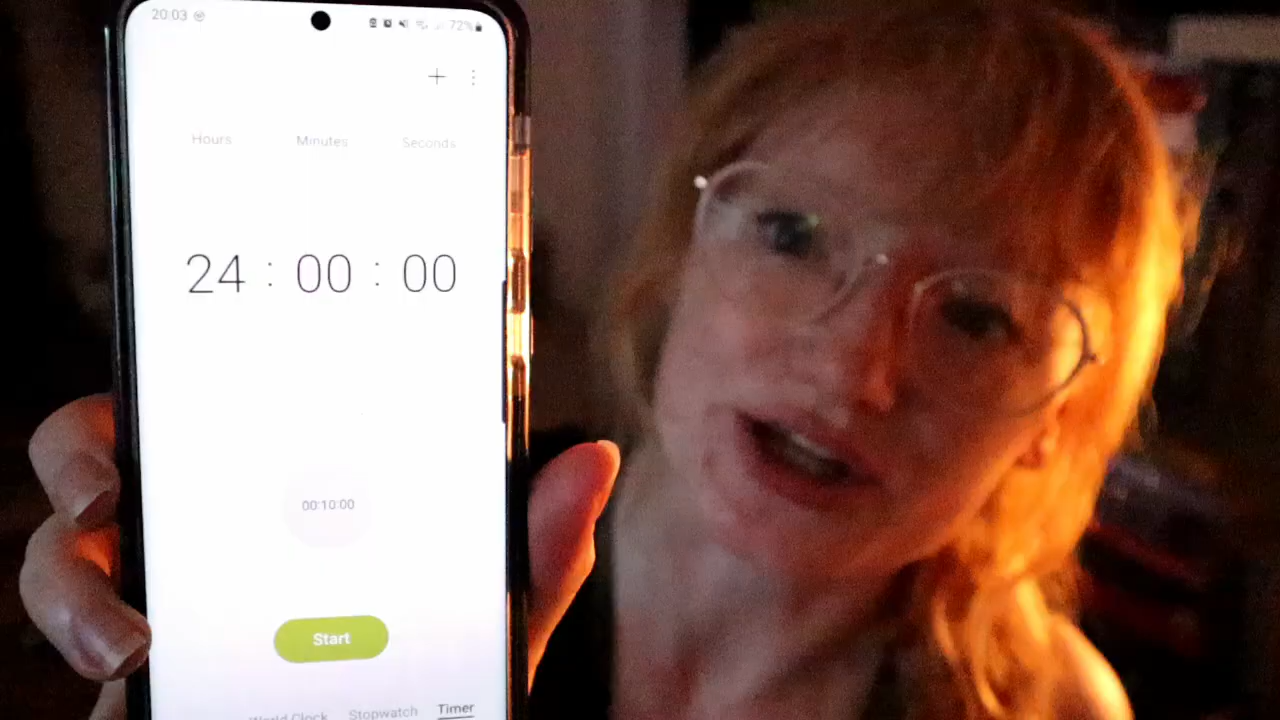 20:03 72%
+
Hours Minutes Seconds
24 : 00 : 00
00:10:00
Start
World Clock Stopwatch Timer